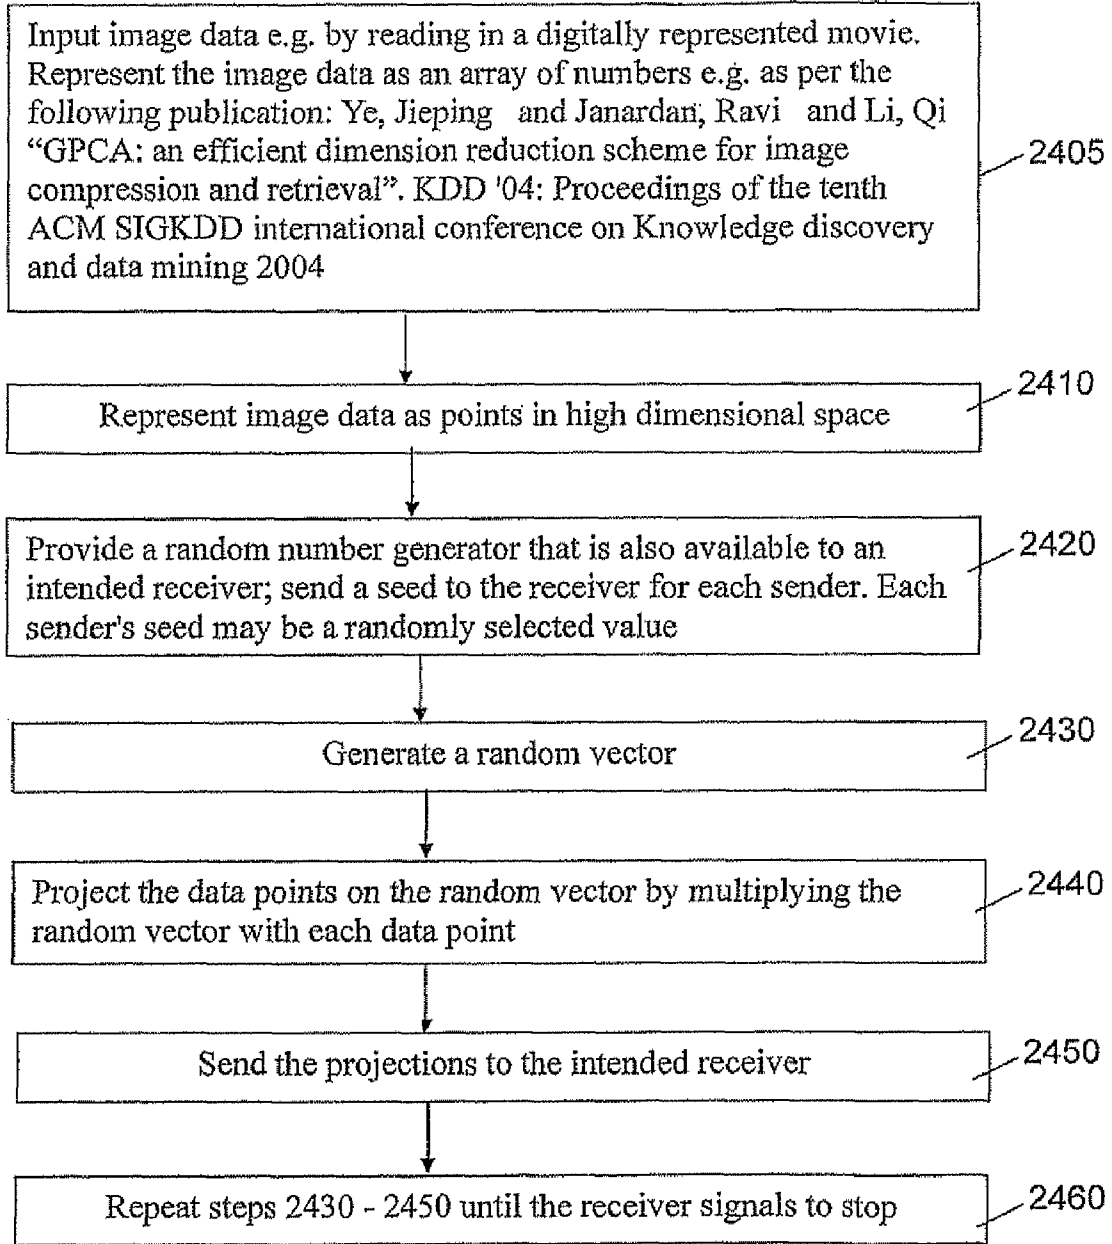 Input image data e.g. by reading in a digitally represented movie.
Represent the image data as an array of numbers e.g. as per the
following publication: Ye, Jieping and Janardan, Ravi and Li, Qi
“GPCA: an efficient dimension reduction scheme for image
compression and retrieval”. KDD '04: Proceedings of the tenth
ACM SIGKDD international conference on Knowledge discovery
and data mining 2004
2405
Represent image data as points in high dimensional space
2410
Provide a random number generator that is also available to an
intended receiver; send a seed to the receiver for each sender. Each
sender's seed may be a randomly selected value
2420
Generate a random vector
2430
Project the data points on the random vector by multiplying the
random vector with each data point
2440
Send the projections to the intended receiver
2450
Repeat steps 2430 - 2450 until the receiver signals to stop
2460